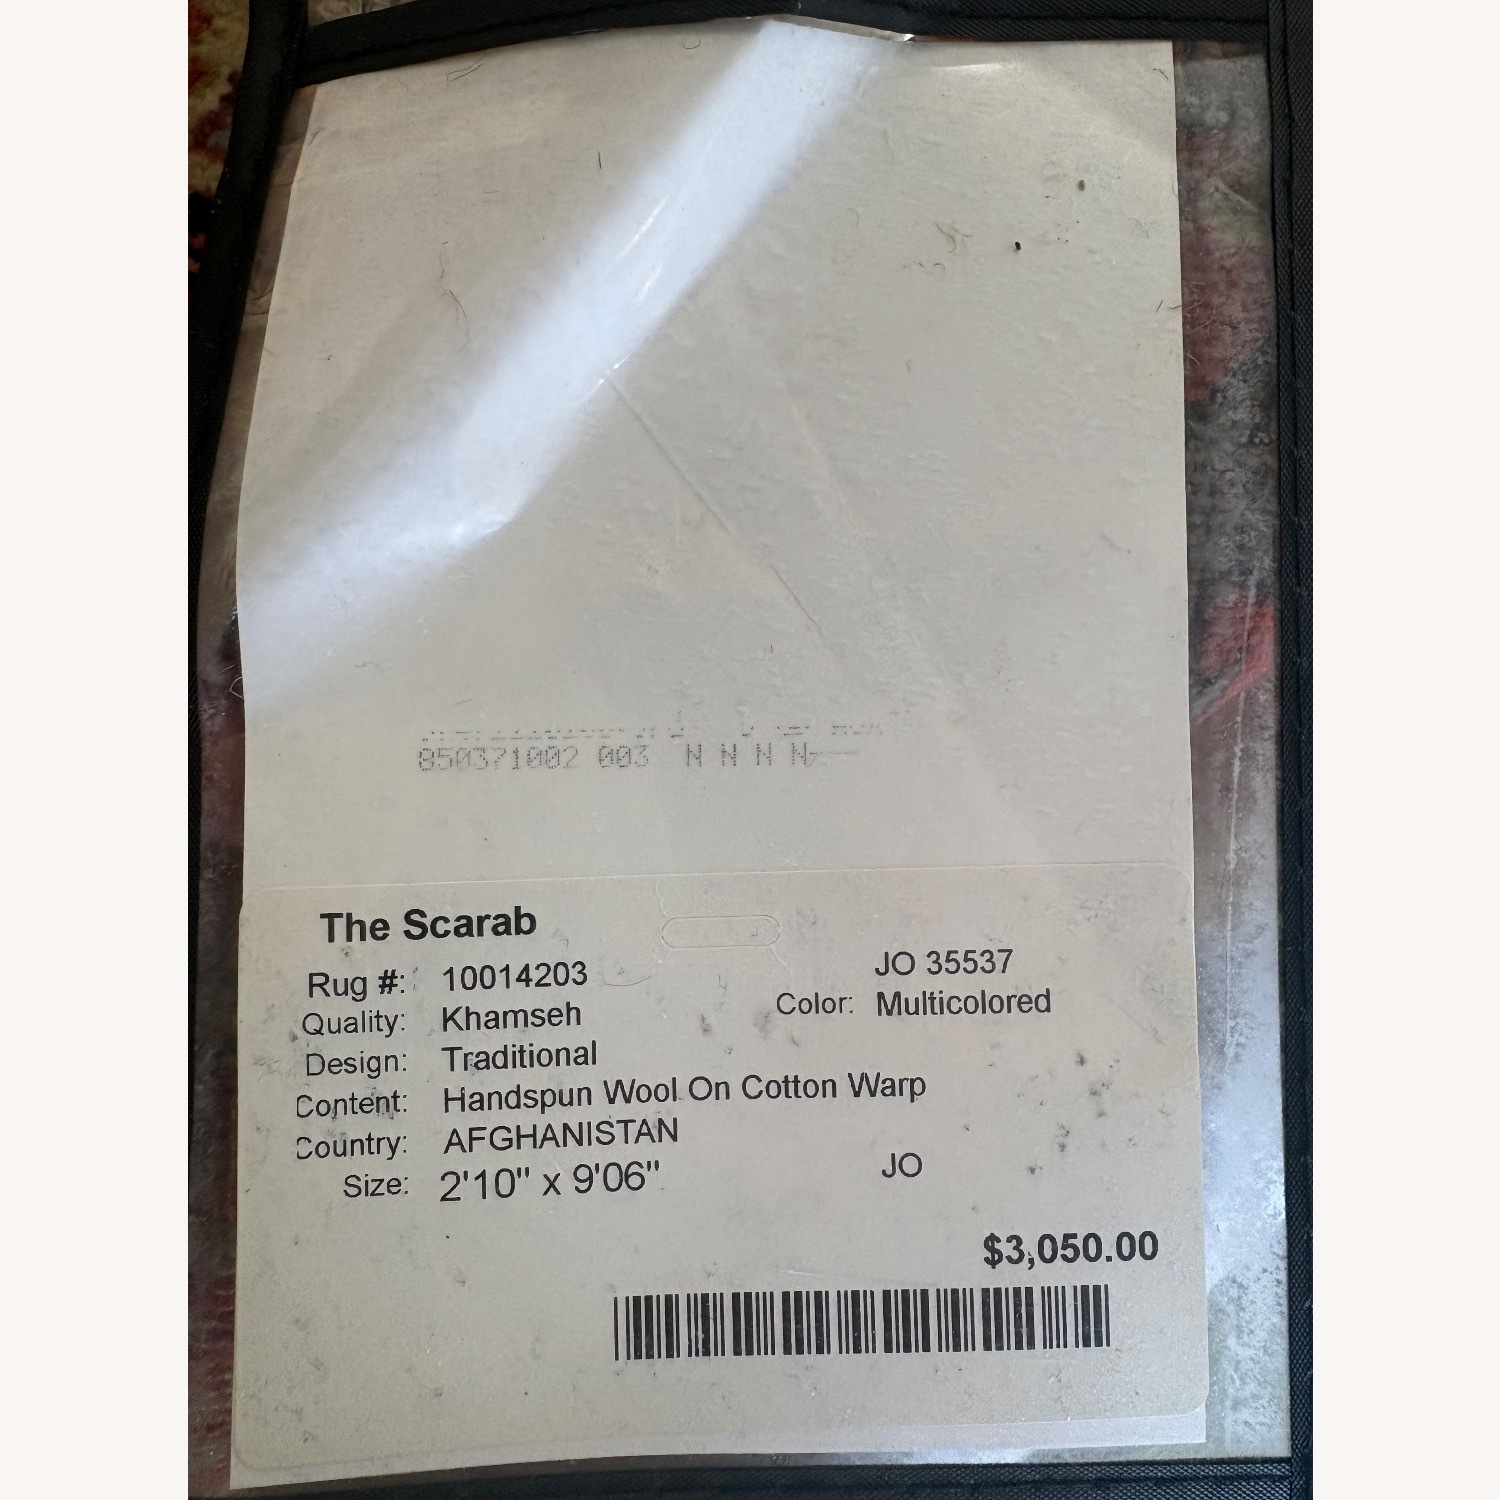 850371002 003 N N N N
The Scarab
Rug #: 10014203 JO 35537
Quality: Khamseh Color: Multicolored
Design: Traditional
Content: Handspun Wool On Cotton Warp
Country: AFGHANISTAN
Size: 2'10" x 9'06" JO
$3,050.00